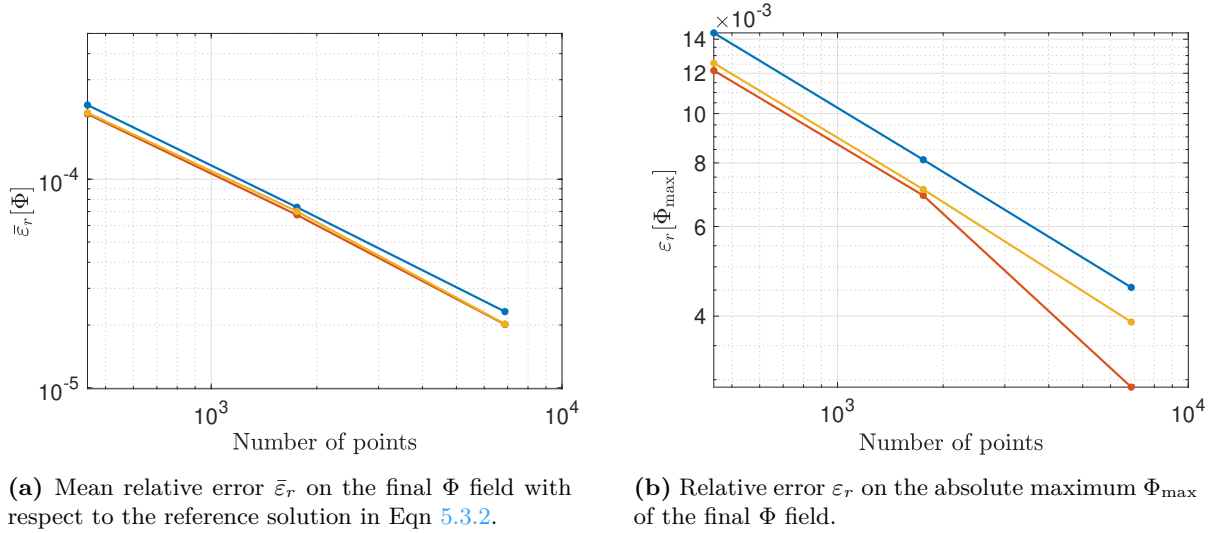 10^-4
10^-5
ε̄_r[Φ]
10^3
10^4
Number of points
(a) Mean relative error ε̄_r on the final Φ field with
respect to the reference solution in Eqn 5.3.2.
×10^-3
14
12
10
8
6
4
ε_r[Φ_max]
10^3
10^4
Number of points
(b) Relative error ε_r on the absolute maximum Φ_max
of the final Φ field.